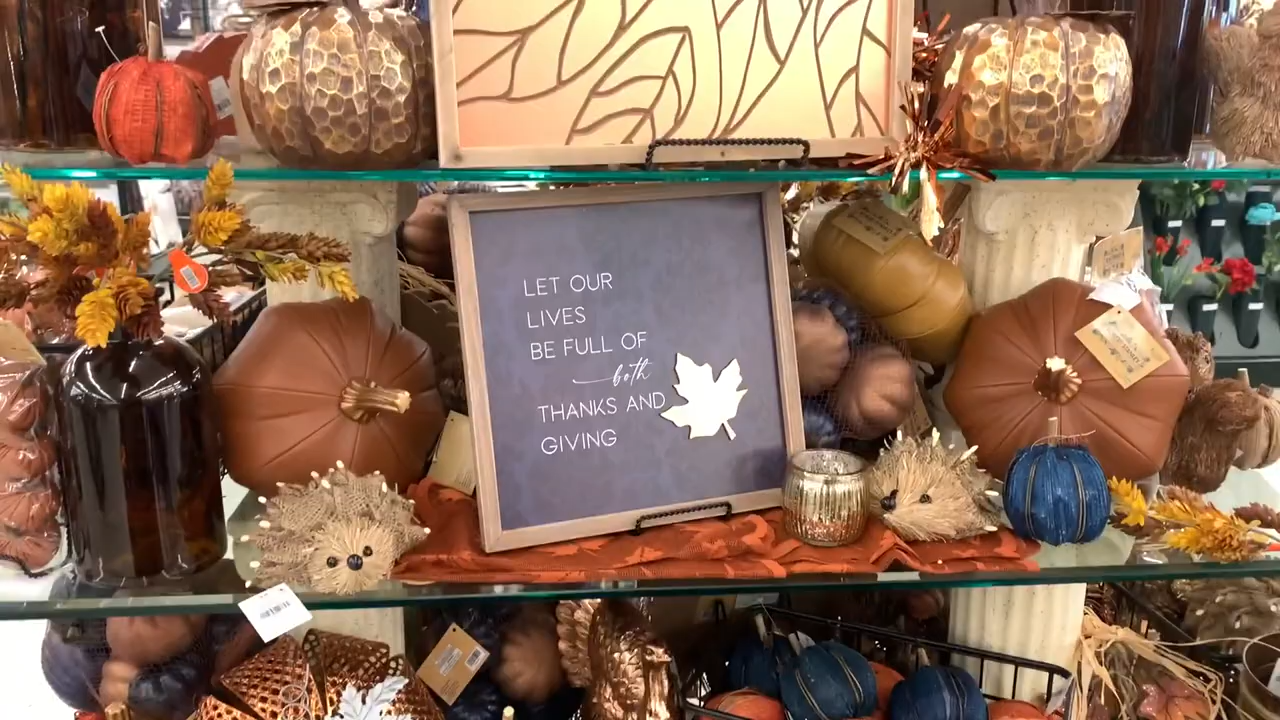 LET OUR
LIVES
BE FULL OF
both
THANKS AND
GIVING